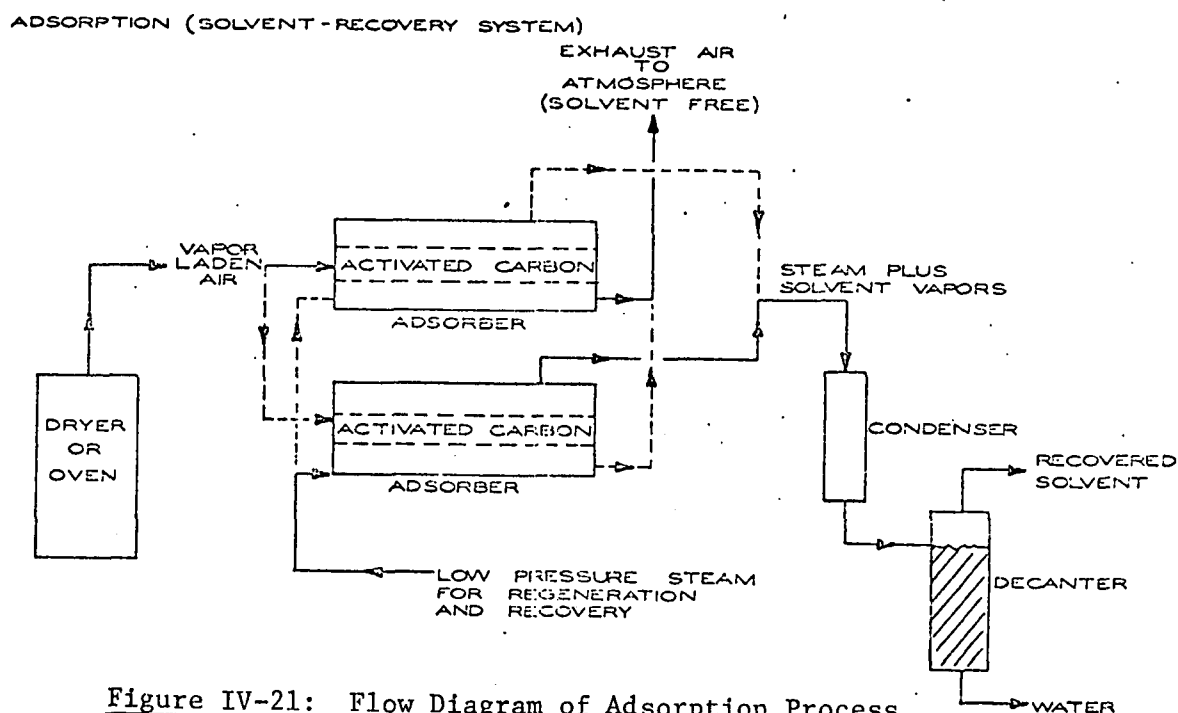 ADSORPTION (SOLVENT-RECOVERY SYSTEM)
EXHAUST AIR
TO
ATMOSPHERE
(SOLVENT FREE)
VAPOR
LADEN
AIR
ACTIVATED CARBON
ADSORBER
STEAM PLUS
SOLVENT VAPORS
DRYER
OR
OVEN
ACTIVATED CARBON
ADSORBER
CONDENSER
RECOVERED
SOLVENT
LOW PRESSURE STEAM
FOR REGENERATION
AND RECOVERY
DECANTER
WATER
Figure IV-21: Flow Diagram of Adsorption Process